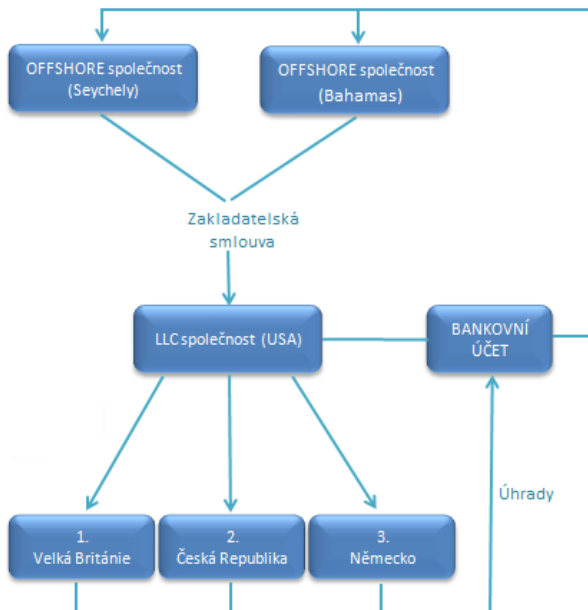 OFFSHORE společnost
(Seychely)
OFFSHORE společnost
(Bahamas)
Zakladatelská
smlouva
LLC společnost (USA)
BANKOVNÍ
ÚČET
Úhrady
1.
Velká Británie
2.
Česká Republika
3.
Německo